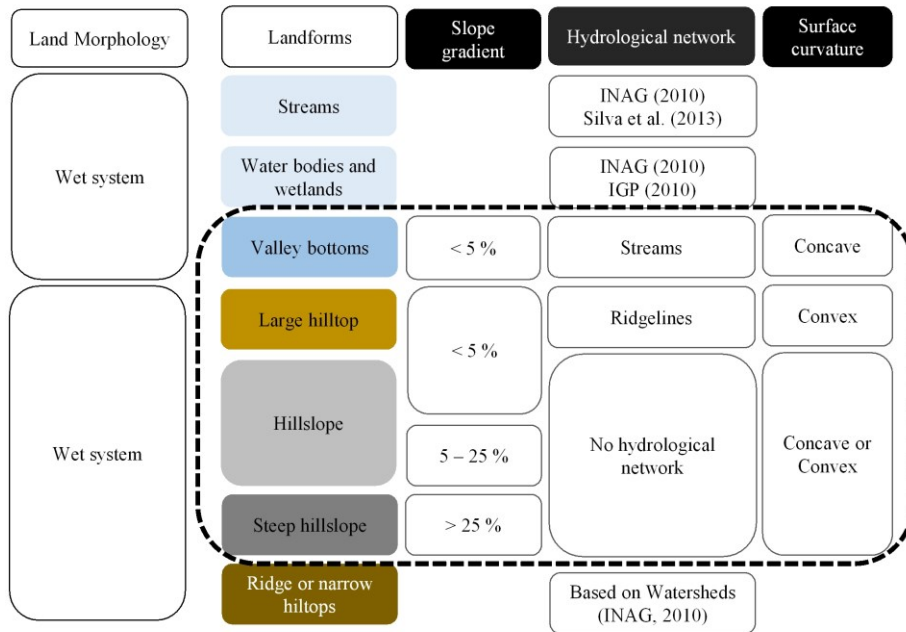 Land Morphology
Landforms
Slope
gradient
Hydrological network
Surface
curvature
Wet system
Streams
INAG (2010)
Silva et al. (2013)
Water bodies and
wetlands
INAG (2010)
IGP (2010)
Valley bottoms
< 5 %
Streams
Concave
Wet system
Large hilltop
< 5 %
Ridgelines
Convex
Hillslope
5 – 25 %
No hydrological
network
Concave or
Convex
Steep hillslope
> 25 %
Ridge or narrow
hiltops
Based on Watersheds
(INAG, 2010)